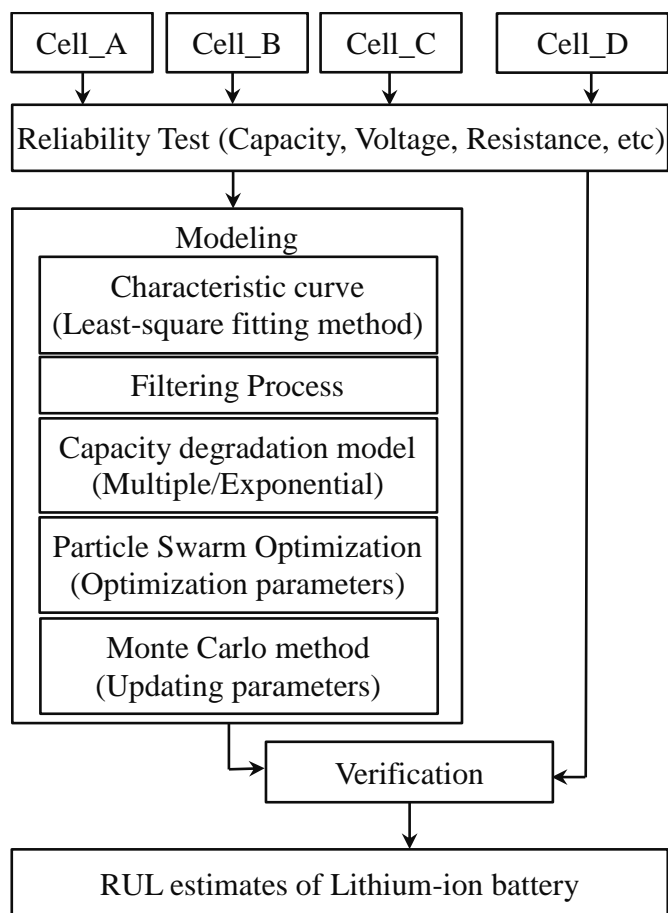 Cell_A
Cell_B
Cell_C
Cell_D
Reliability Test (Capacity, Voltage, Resistance, etc)
Modeling
Characteristic curve
(Least-square fitting method)
Filtering Process
Capacity degradation model
(Multiple/Exponential)
Particle Swarm Optimization
(Optimization parameters)
Monte Carlo method
(Updating parameters)
Verification
RUL estimates of Lithium-ion battery